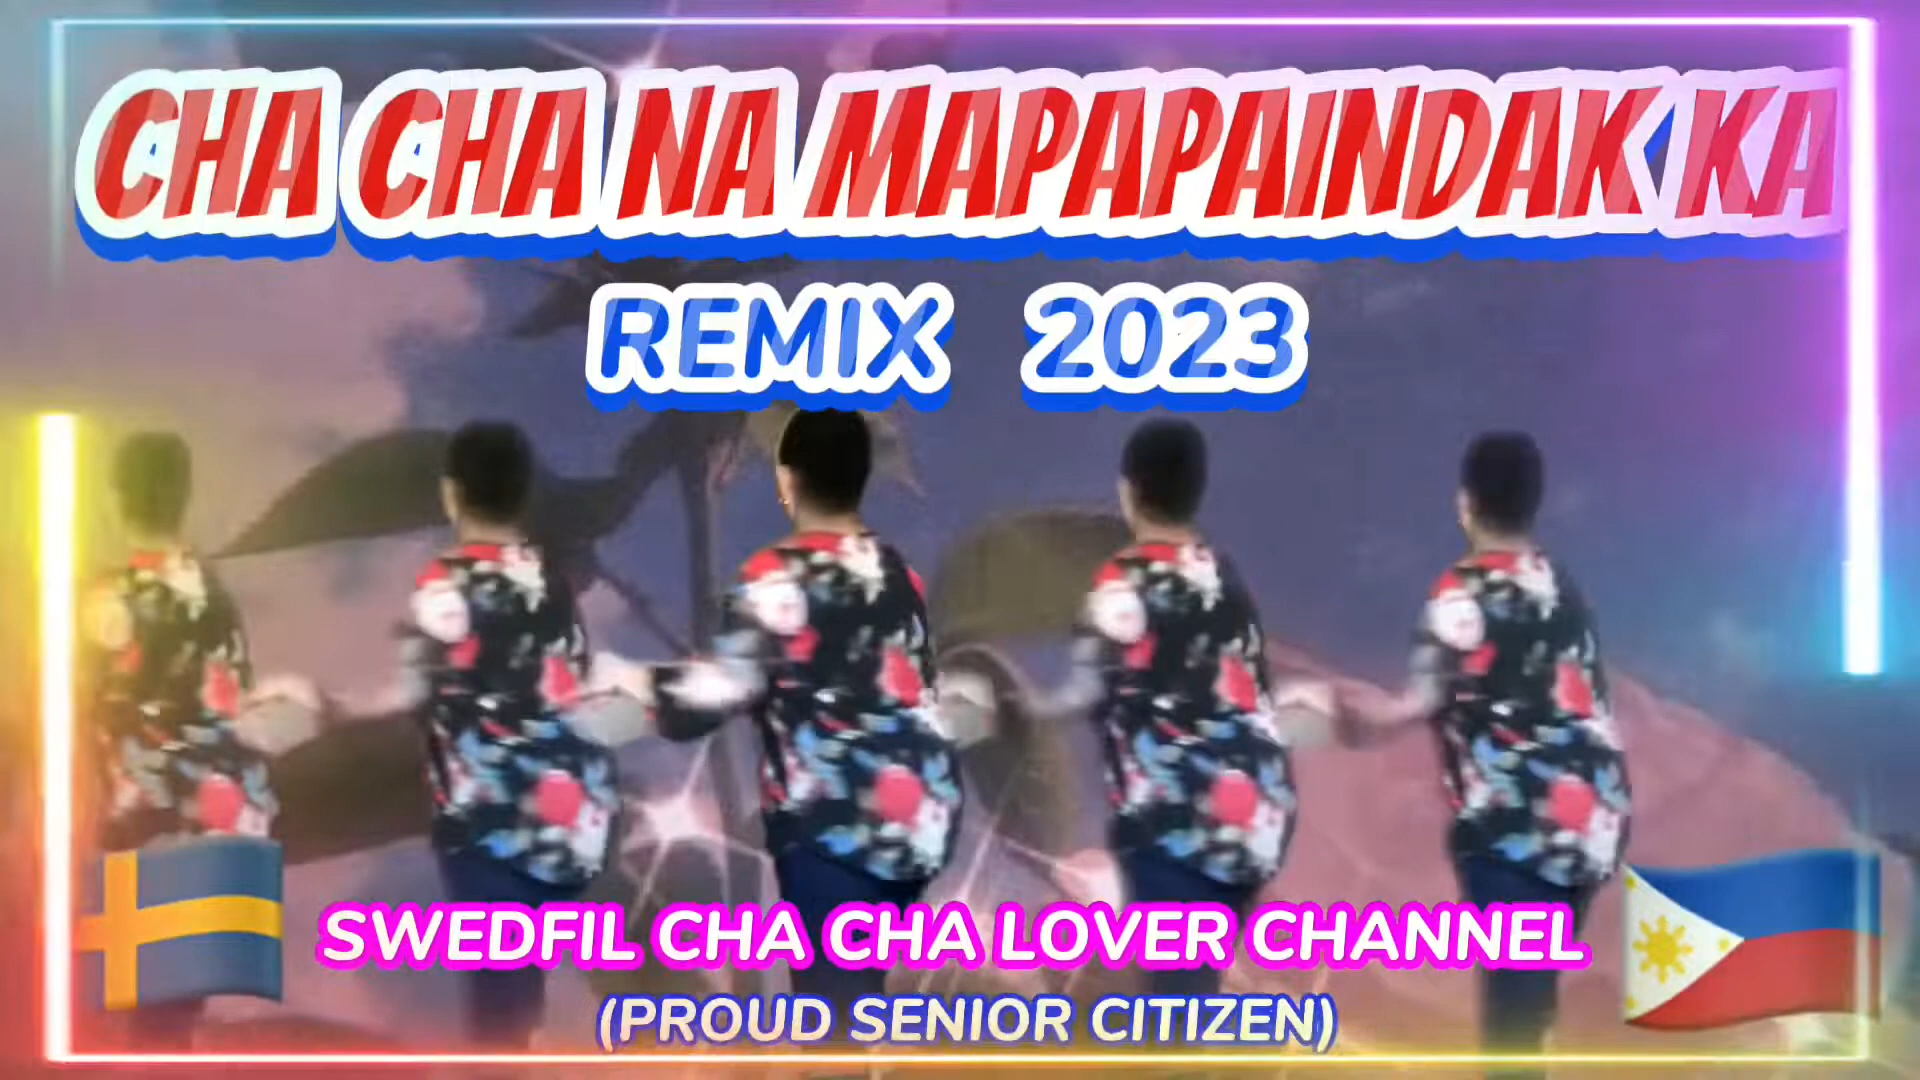 CHA CHA NA MAPAPAINDAK KA
REMIX 2023
SWEDFIL CHA CHA LOVER CHANNEL
(PROUD SENIOR CITIZEN)